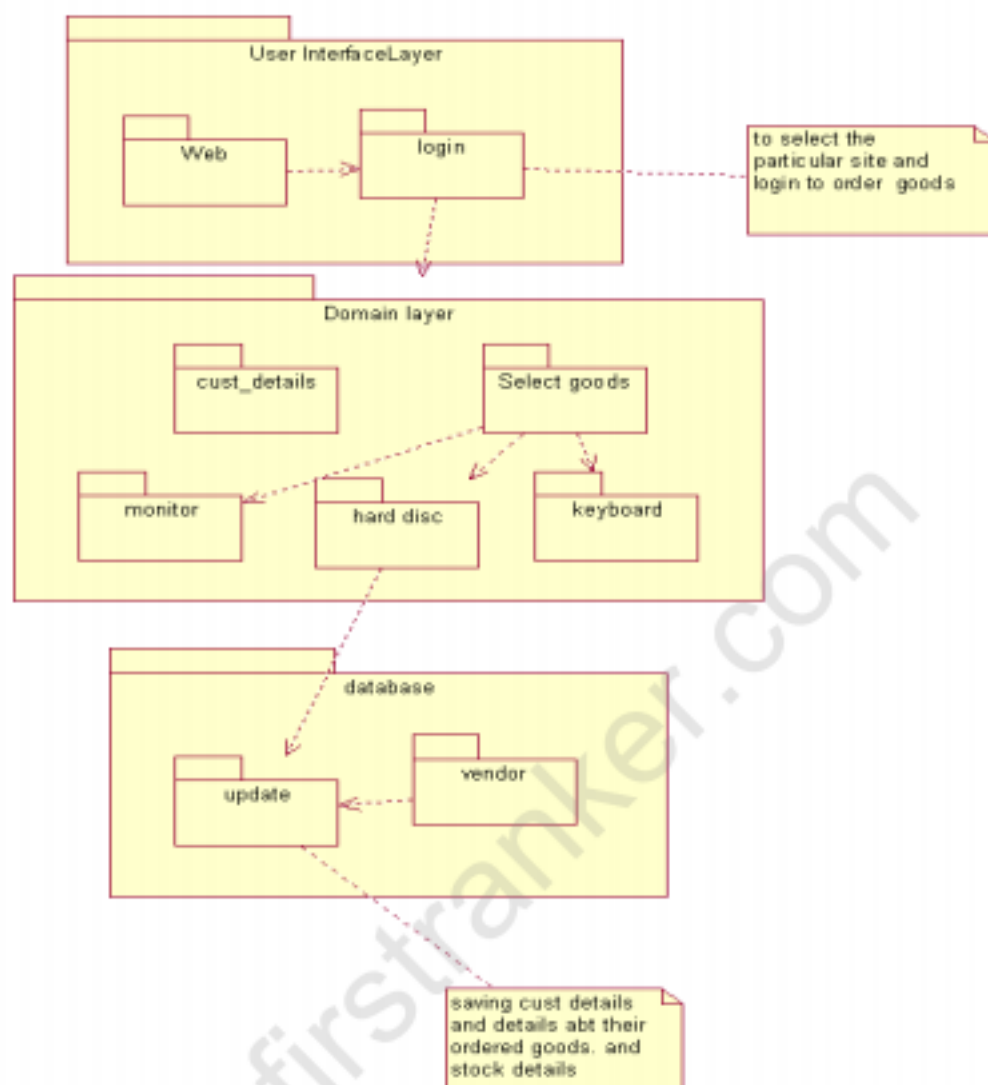 User InterfaceLayer
Web
login
to select the
particular site and
login to order goods
Domain layer
cust_details
Select goods
monitor
hard disc
keyboard
database
update
vendor
saving cust details
and details abt their
ordered goods. and
stock details
firstranker.com